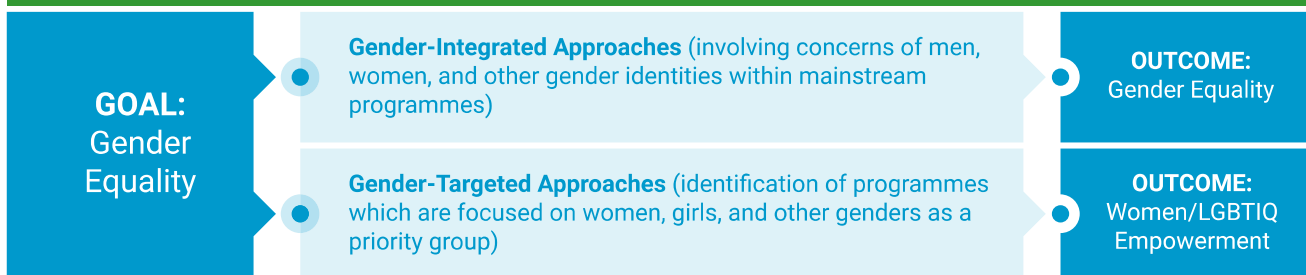 GOAL:
Gender
Equality
Gender-Integrated Approaches (involving concerns of men,
women, and other gender identities within mainstream
programmes)
OUTCOME:
Gender Equality
Gender-Targeted Approaches (identification of programmes
which are focused on women, girls, and other genders as a
priority group)
OUTCOME:
Women/LGBTIQ
Empowerment